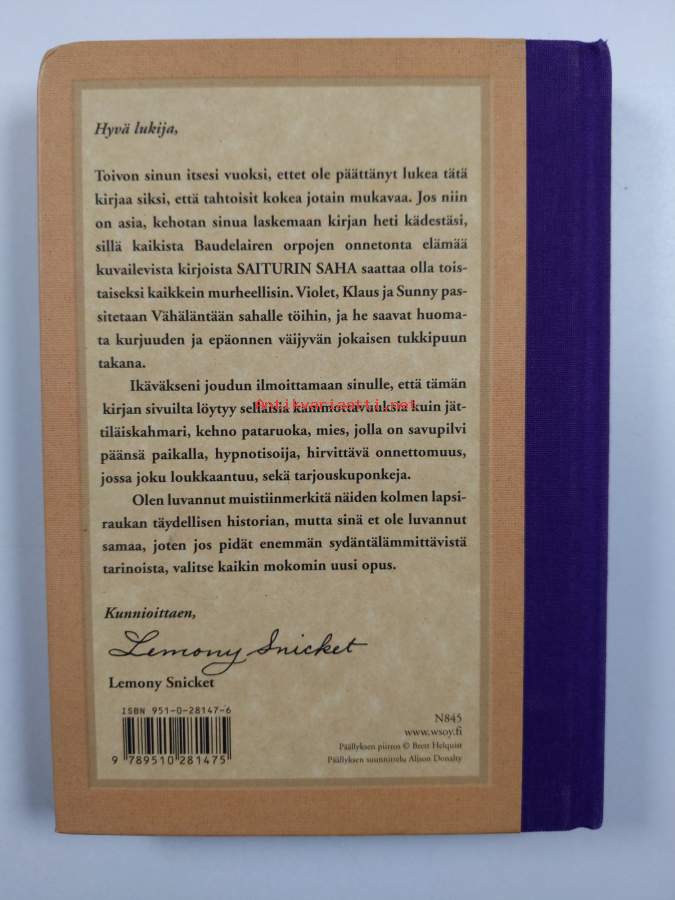 Hyvä lukija,
Toivon sinun itsesi vuoksi, ettet ole päättänyt lukea tätä
kirjaa siksi, että tahtoisit kokea jotain mukavaa. Jos niin
on asia, kehotan sinua laskemaan kirjan heti kädestäsi,
sillä kaikista Baudelairen orpojen onnetonta elämää
kuvailevista kirjoista SAITURIN SAHA saattaa olla tois-
taiseksi kaikkein murheellisin. Violet, Klaus ja Sunny pas-
sitetaan Vähäläntään sahalle töihin, ja he saavat huoma-
ta kurjuuden ja epäonnen väijyvän jokaisen tukkipuun
takana.
Ikäväkseni joudun ilmoittamaan sinulle, että tämän
Antikvariaatti.net
kirjan sivuilta löytyy sellaisia kammottavuuksia kuin jät-
tiläiskahmari, kehno pataruoka, mies, jolla on savupilvi
päänsä paikalla, hypnotisoija, hirvittävä onnettomuus,
jossa joku loukkaantuu, sekä tarjouskuponkeja.
Olen luvannut muistiinmerkitä näiden kolmen lapsi-
raukan täydellisen historian, mutta sinä et ole luvannut
samaa, joten jos pidät enemmän sydäntälämmittävistä
tarinoista, valitse kaikin mokomin uusi opus.
Kunnioittaen,
Lemony Snicket
Lemony Snicket
ISBN 951-0-28147-6
9 789510 281475
N845
www.wsoy.fi
Päällyksen piirros © Brett Helquist
Päällyksen suunnittelu Alison Donalty